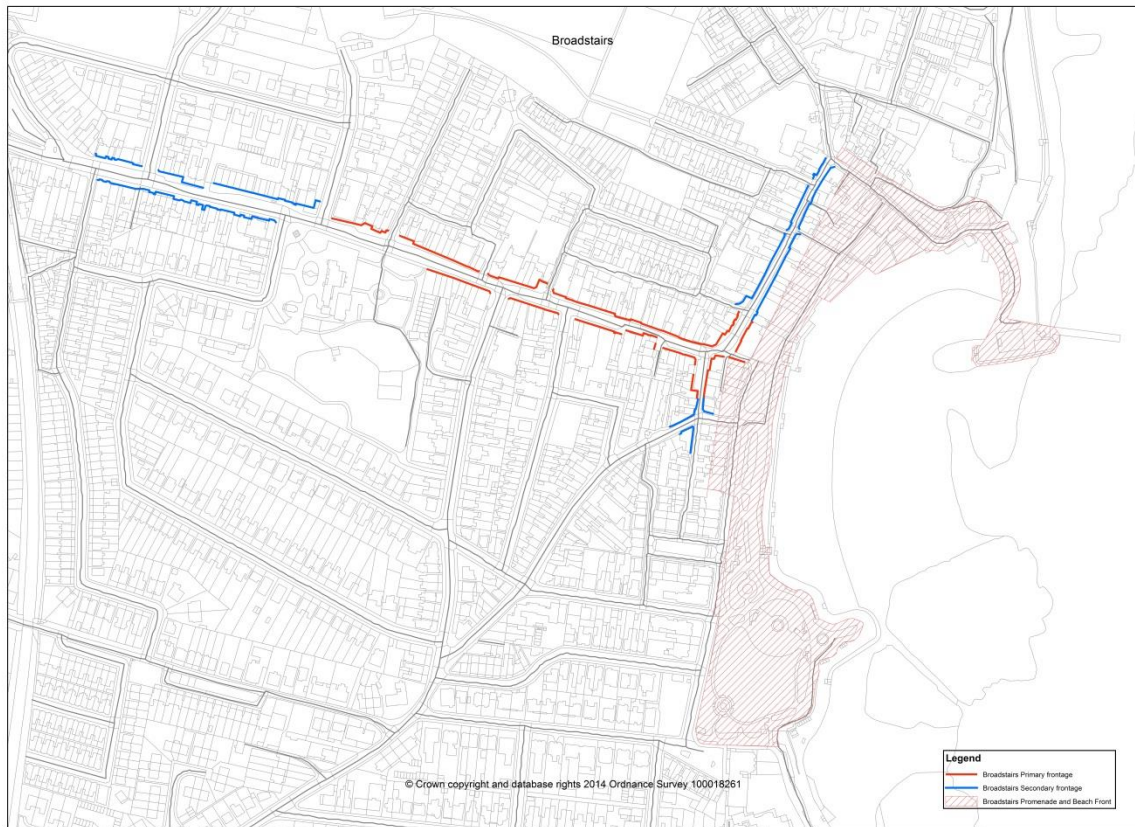 Broadstairs
© Crown copyright and database rights 2014 Ordnance Survey 100018261
Legend
Broadstairs Primary frontage
Broadstairs Secondary frontage
Broadstairs Promenade and Beach Front